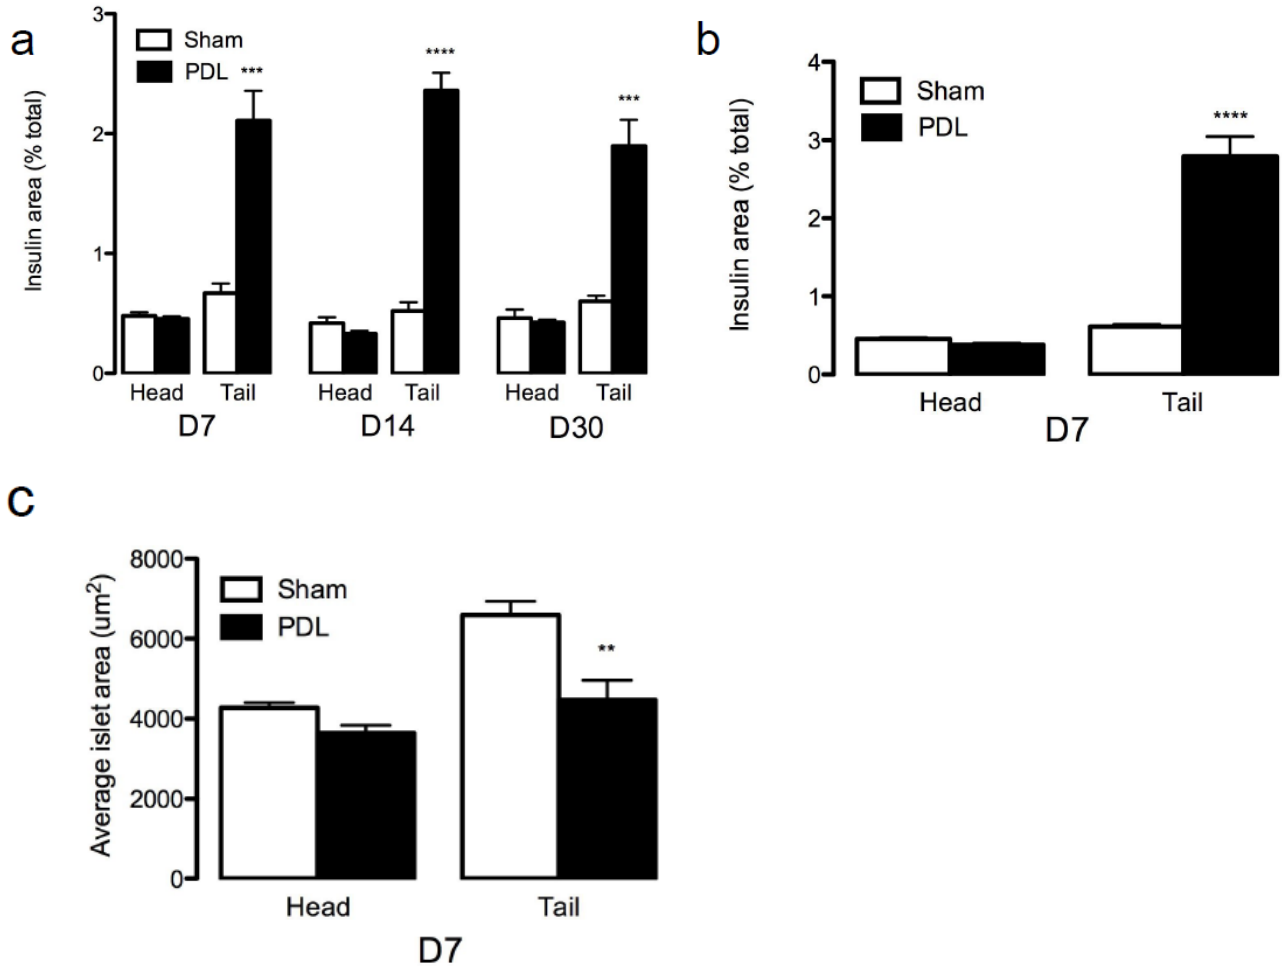 a
3
2
1
0
Insulin area (% total)
Sham
PDL
***
****
***
Head Tail Head Tail Head Tail
D7 D14 D30
b
4
3
2
1
0
Insulin area (% total)
Sham
PDL
****
Head Tail
D7
c
8000
6000
4000
2000
0
Average islet area (um²)
Sham
PDL
**
Head Tail
D7